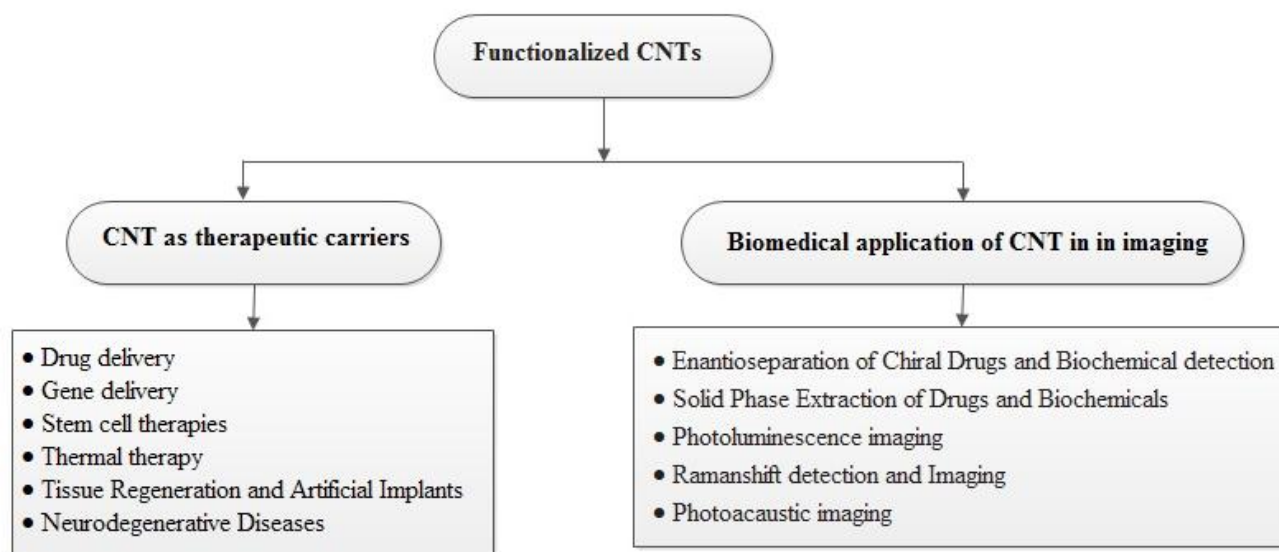 Functionalized CNTs
CNT as therapeutic carriers
Biomedical application of CNT in in imaging
• Drug delivery
• Gene delivery
• Stem cell therapies
• Thermal therapy
• Tissue Regeneration and Artificial Implants
• Neurodegenerative Diseases
• Enantioseparation of Chiral Drugs and Biochemical detection
• Solid Phase Extraction of Drugs and Biochemicals
• Photoluminescence imaging
• Ramanshift detection and Imaging
• Photoacaustic imaging